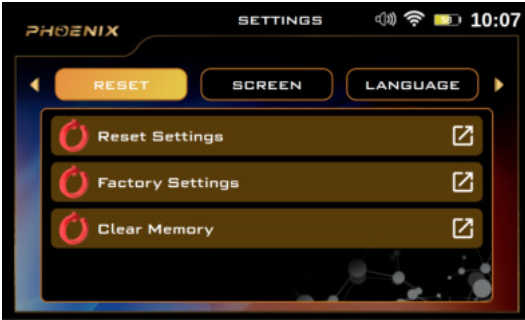 PHOENIX
SETTINGS
10:07
RESET
SCREEN
LANGUAGE
Reset Settings
Factory Settings
Clear Memory